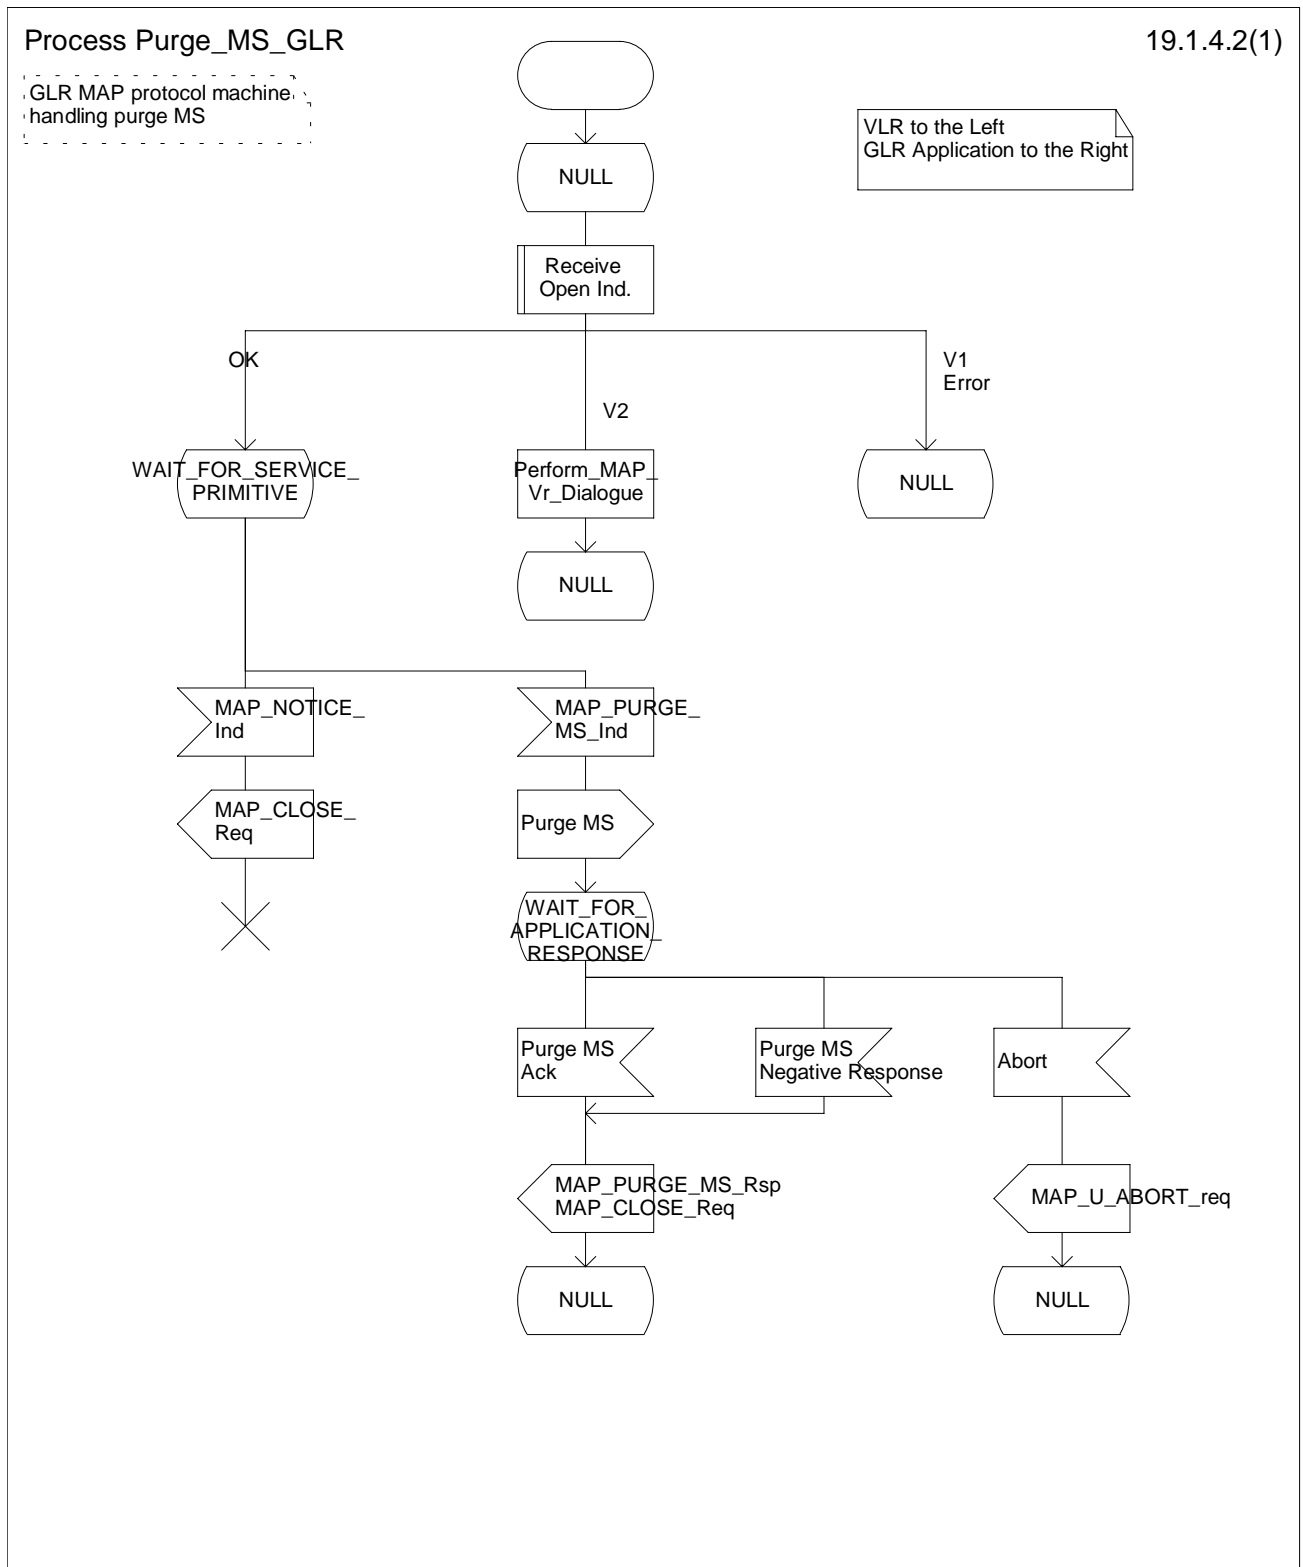 Process Purge_MS_GLR
19.1.4.2(1)
GLR MAP protocol machine
handling purge MS
VLR to the Left
GLR Application to the Right
NULL
Receive
Open Ind.
OK
V2
V1
Error
WAIT_FOR_SERVICE_
PRIMITIVE
Perform_MAP_
Vr_Dialogue
NULL
NULL
MAP_NOTICE_
Ind
MAP_PURGE_
MS_Ind
MAP_CLOSE_
Req
Purge MS
WAIT_FOR_
APPLICATION_
RESPONSE
Purge MS
Ack
Purge MS
Negative Response
Abort
MAP_PURGE_MS_Rsp
MAP_CLOSE_Req
MAP_U_ABORT_req
NULL
NULL